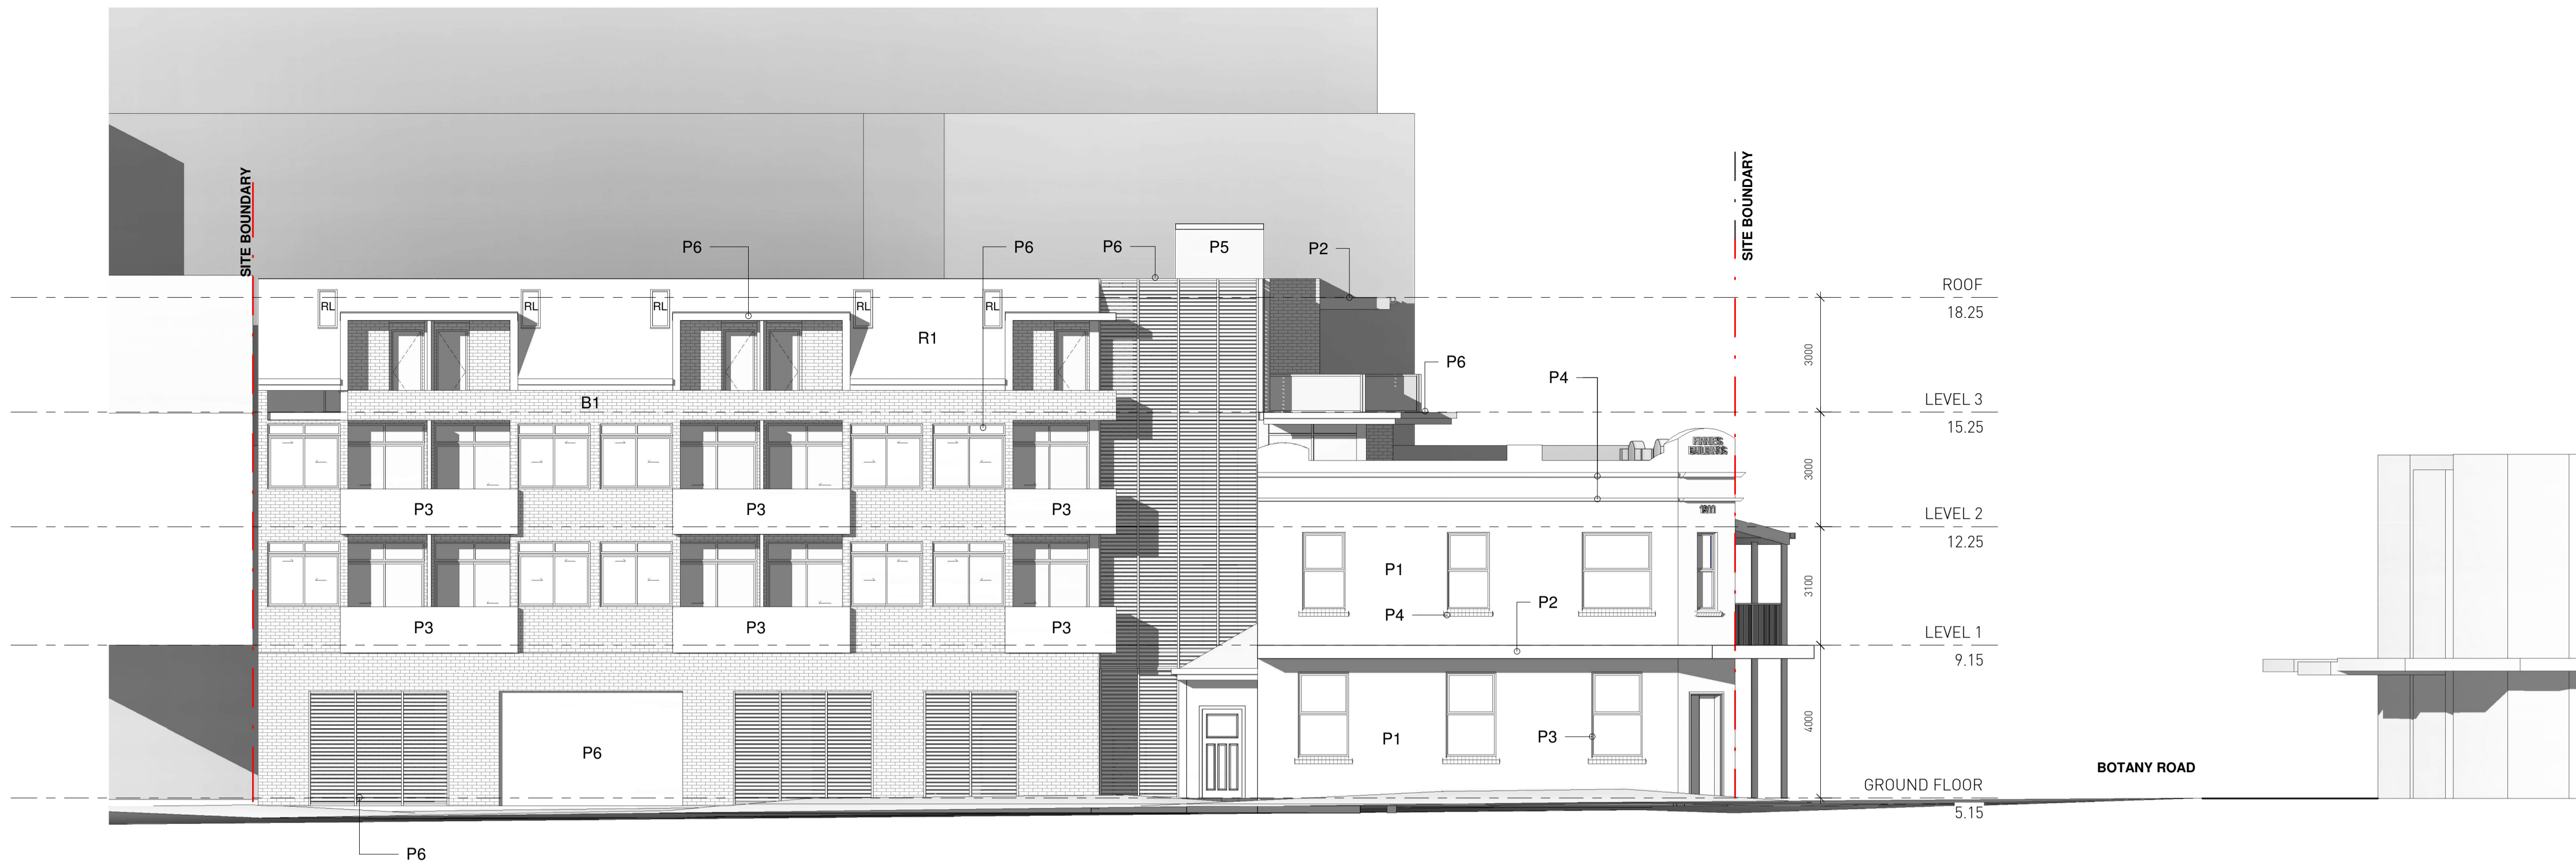 SITE BOUNDARY
SITE BOUNDARY
P6
P6
P6
P5
P2
ROOF
18.25
RL
RL
RL
RL
RL
R1
3000
P6
P4
B1
LEVEL 3
15.25
3000
P3
P3
P3
1911
LEVEL 2
12.25
P1
P2
P4
3100
P3
P3
P3
LEVEL 1
9.15
4000
P6
P1
P3
BOTANY ROAD
GROUND FLOOR
5.15
P6